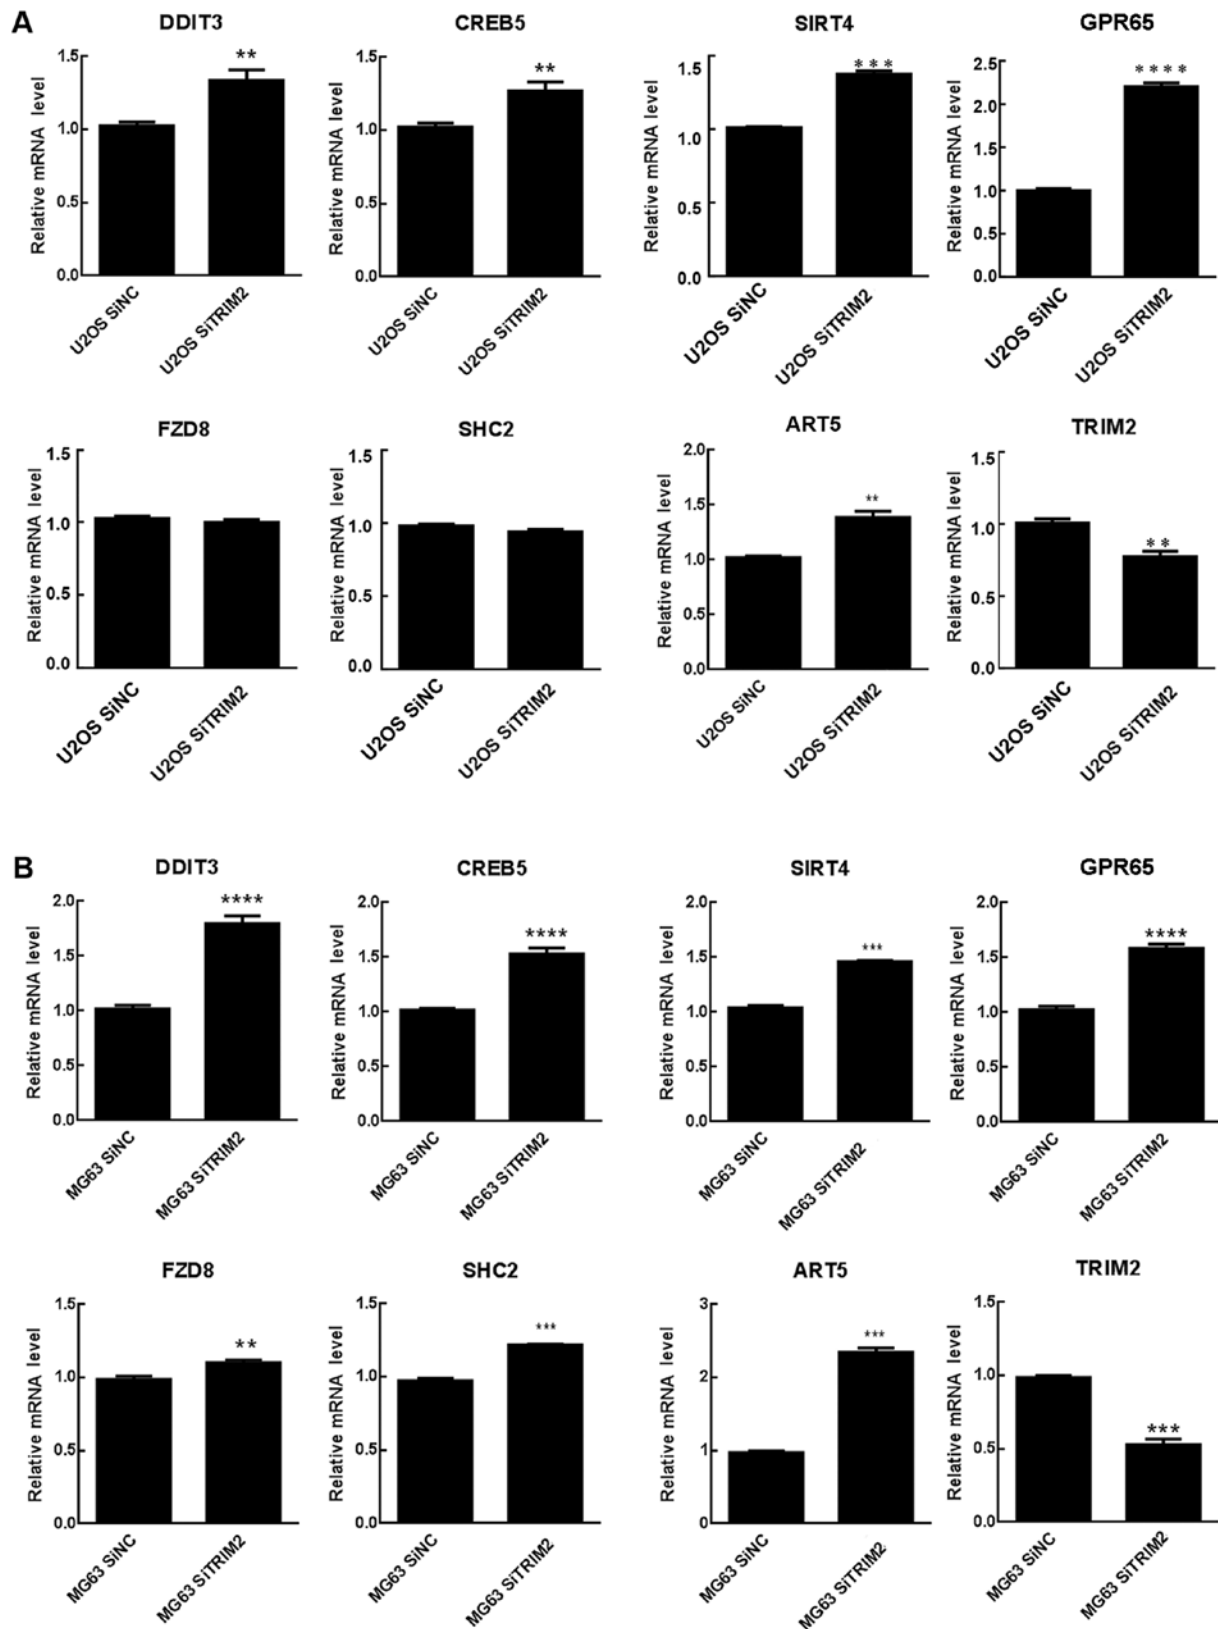 A
DDIT3
CREB5
SIRT4
GPR65
Relative mRNA level
1.5
1.0
0.5
0.0
**
U2OS SiNC
U2OS SiTRIM2
Relative mRNA level
1.5
1.0
0.5
0.0
**
U2OS SiNC
U2OS SiTRIM2
Relative mRNA level
1.5
1.0
0.5
0.0
***
U2OS SiNC
U2OS SiTRIM2
Relative mRNA level
2.5
2.0
2.5
1.0
2.5
0.0
****
U2OS SiNC
U2OS SiTRIM2
FZD8
SHC2
ART5
TRIM2
Relative mRNA level
1.5
1.0
0.5
0.0
U2OS SiNC
U2OS SiTRIM2
Relative mRNA level
1.5
1.0
0.5
0.0
U2OS SiNC
U2OS SiTRIM2
Relative mRNA level
2.0
1.5
1.0
0.5
0.0
**
U2OS SiNC
U2OS SiTRIM2
Relative mRNA level
1.5
1.0
0.5
0.0
**
U2OS SiNC
U2OS SiTRIM2
B
DDIT3
CREB5
SIRT4
GPR65
Relative mRNA level
2.0
1.5
1.0
0.5
0.0
****
MG63 SiNC
MG63 SiTRIM2
Relative mRNA level
2.0
1.5
1.0
0.5
0.0
****
MG63 SiNC
MG63 SiTRIM2
Relative mRNA level
2.0
1.5
1.0
0.5
0.0
***
MG63 SiNC
MG63 SiTRIM2
Relative mRNA level
2.0
1.5
1.0
0.5
0.0
****
MG63 SiNC
MG63 SiTRIM2
FZD8
SHC2
ART5
TRIM2
Relative mRNA level
1.5
1.0
0.5
0.0
**
MG63 SiNC
MG63 SiTRIM2
Relative mRNA level
1.5
1.0
0.5
0.0
***
MG63 SiNC
MG63 SiTRIM2
Relative mRNA level
3
2
1
0
***
MG63 SiNC
MG63 SiTRIM2
Relative mRNA level
1.5
1.0
0.5
0.0
***
MG63 SiNC
MG63 SiTRIM2